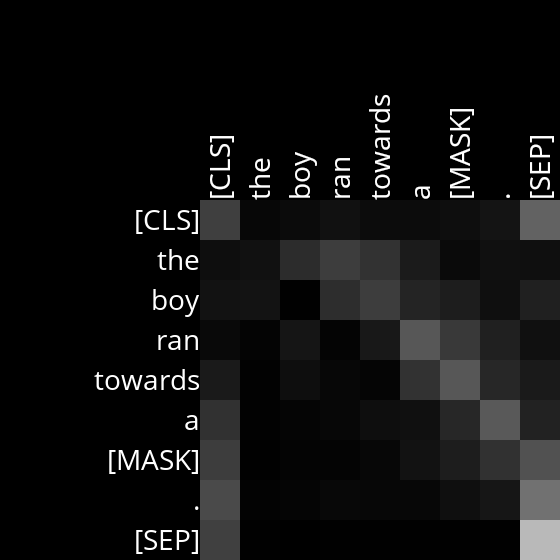 [CLS] the boy ran towards a [MASK] . [SEP]
[CLS]
the
boy
ran
towards
a
[MASK]
.
[SEP]